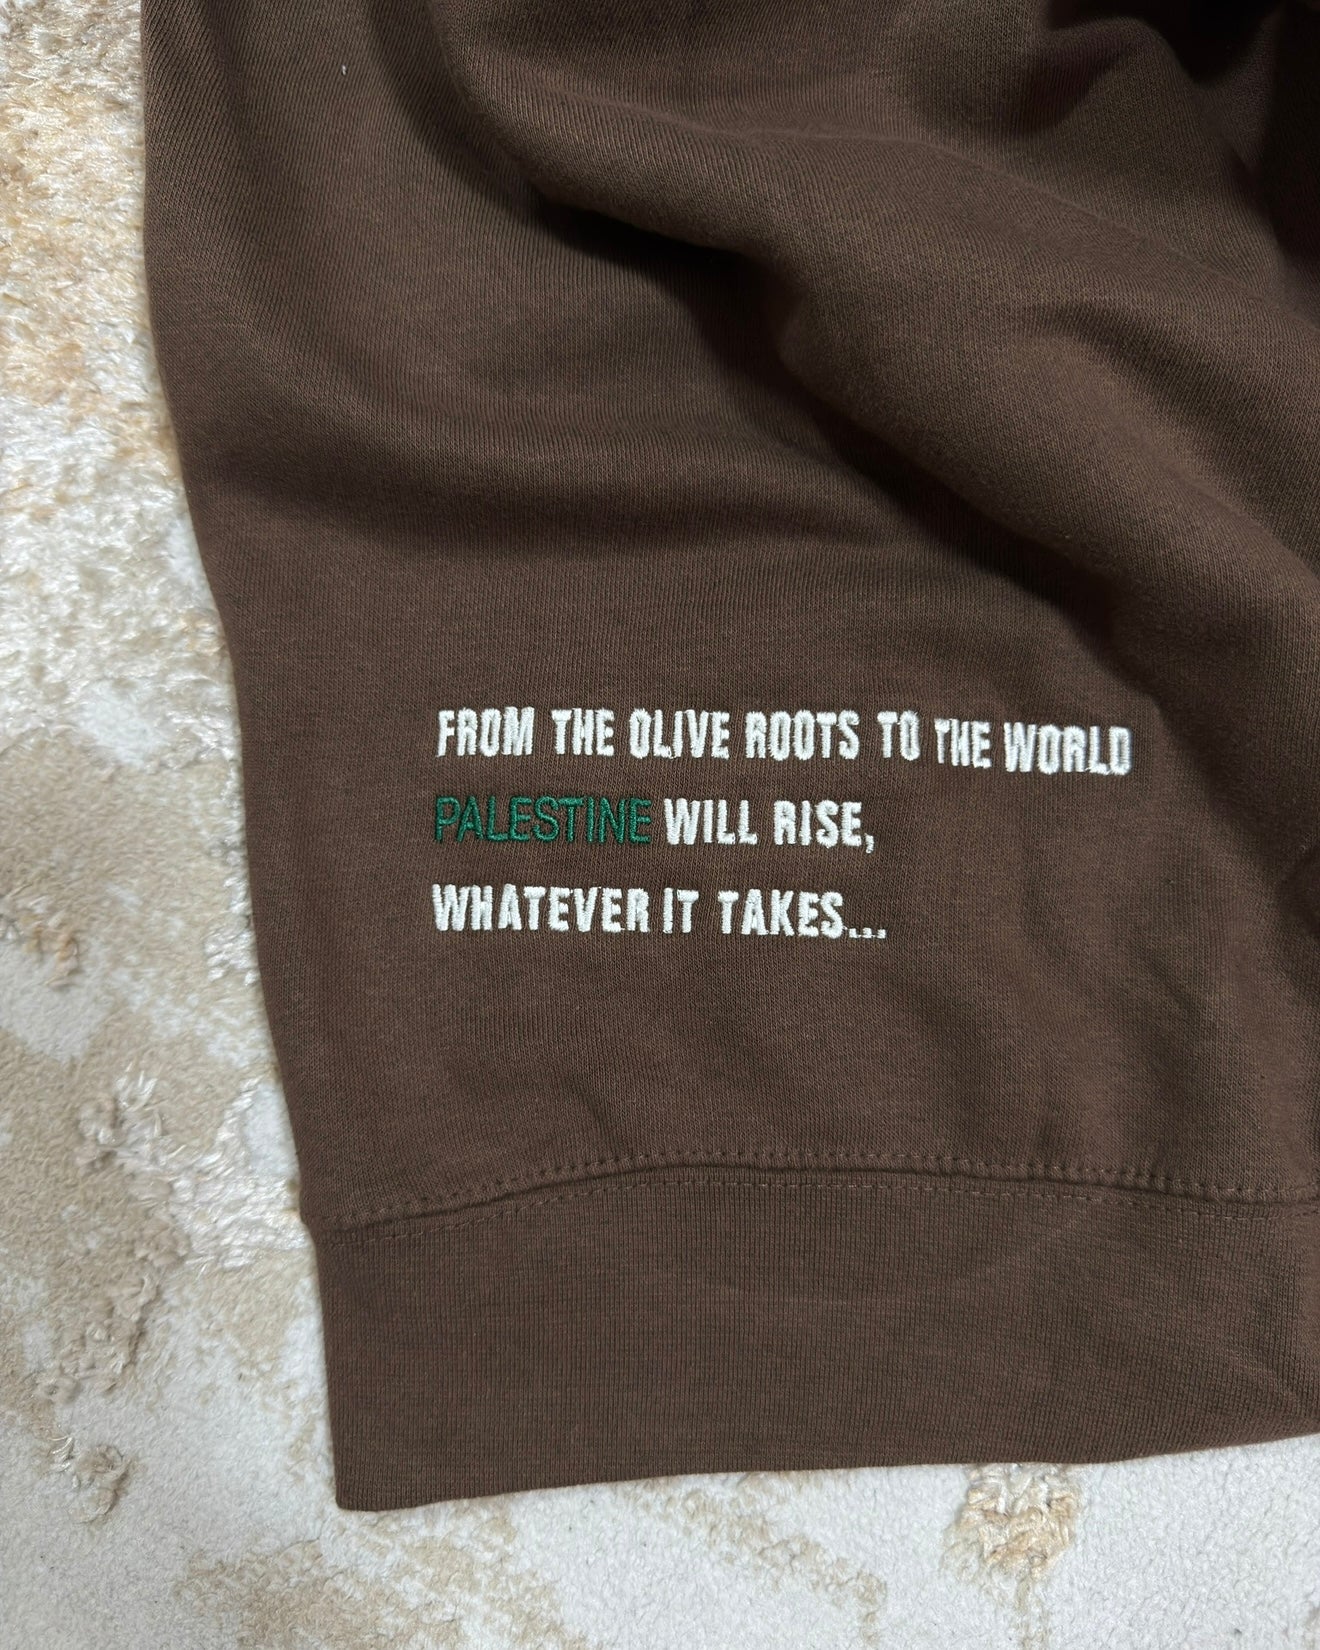 FROM THE OLIVE ROOTS TO THE WORLD
PALESTINE WILL RISE,
WHATEVER IT TAKES...